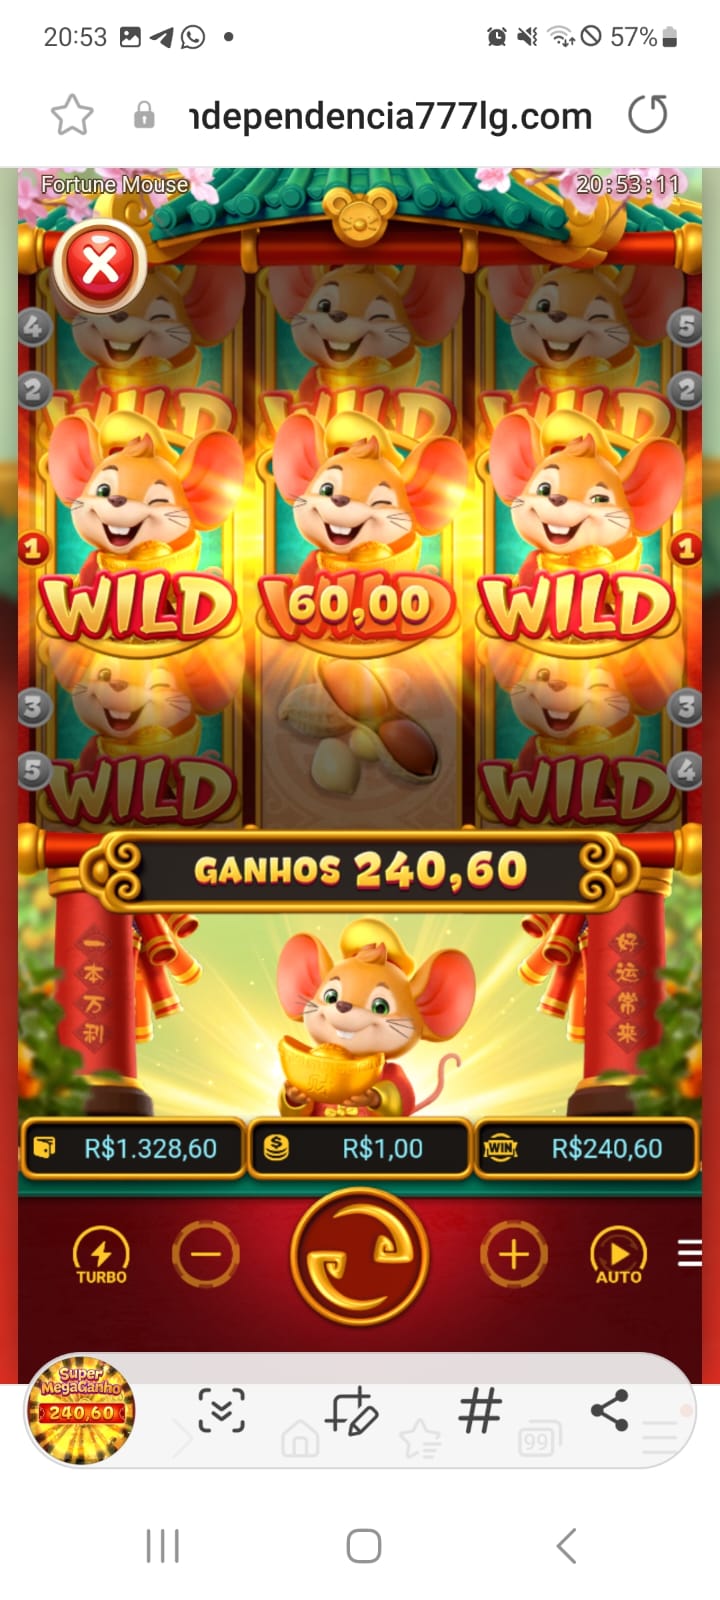 20:53
57%
ndependencia777lg.com
Fortune Mouse
20:53:11
4
5
2
2
WILD
WILD
WILD
1
1
WILD
60,00
WILD
3
3
5
4
WILD
WILD
GANHOS 240,60
一本万利
好运常来
R$1.328,60
R$1,00
WIN
R$240,60
TURBO
AUTO
Super
MegaGanho
240,60
99